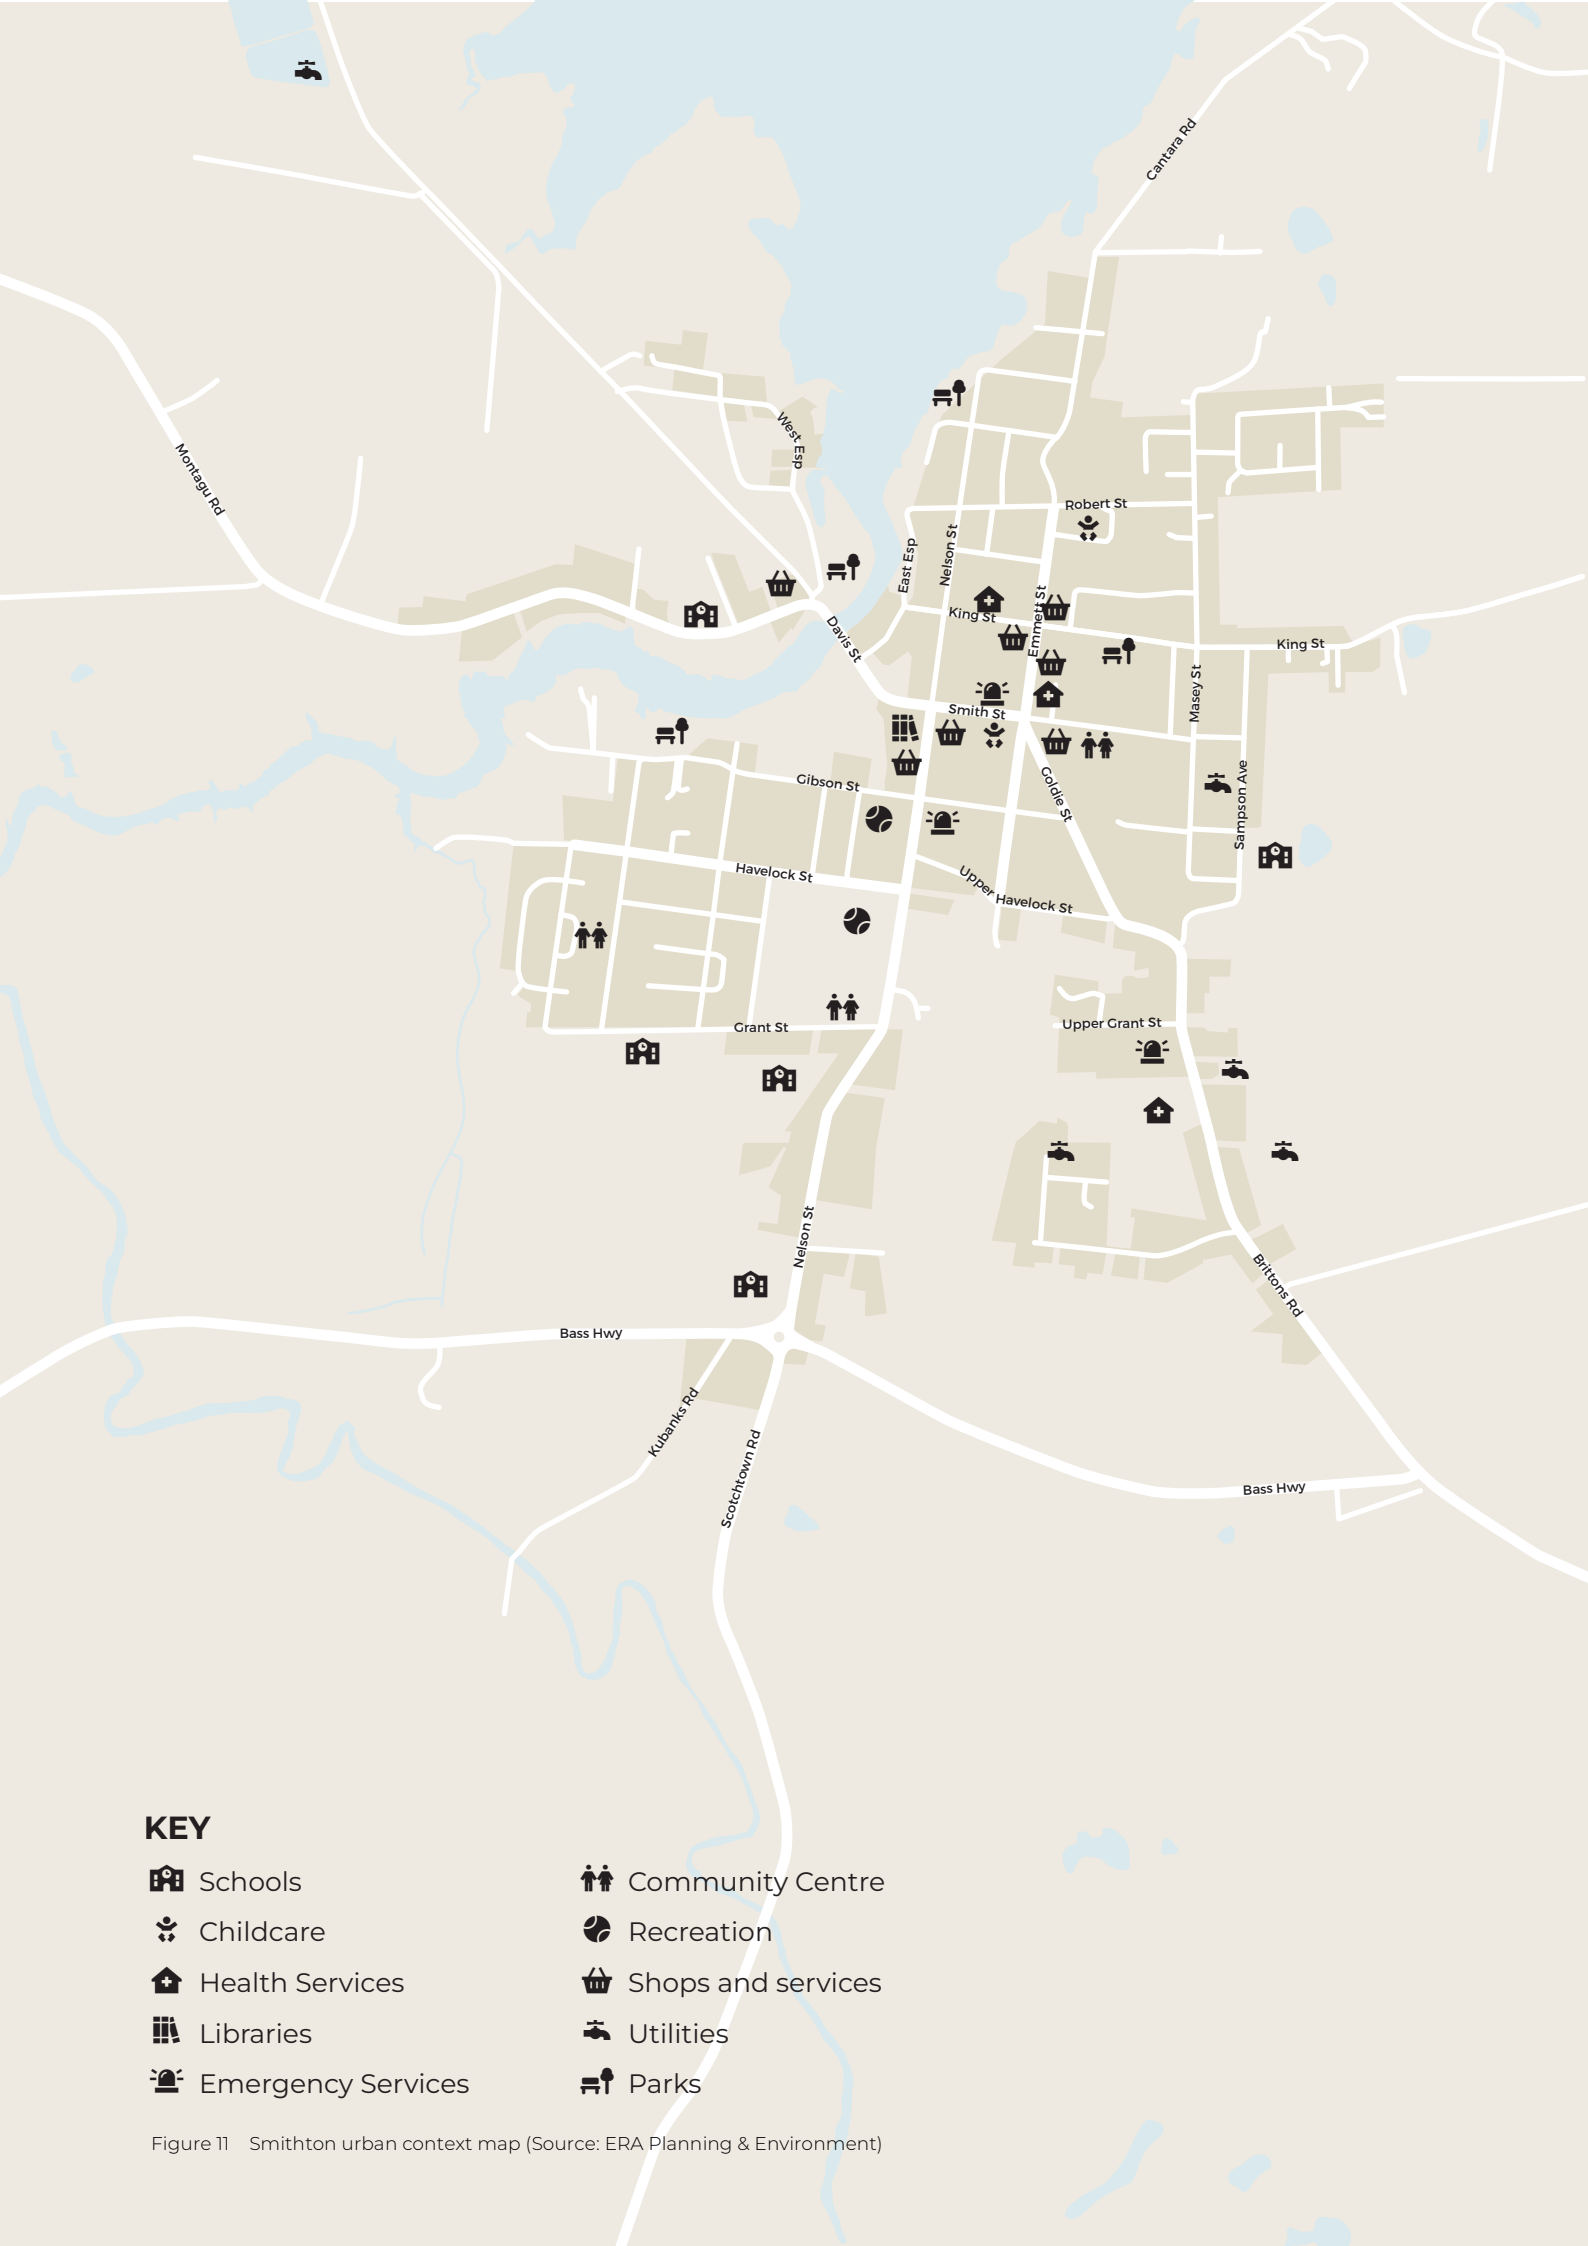 Cantara Rd
West Esp
Montagu Rd
Robert St
East Esp
Nelson St
King St
Emmett St
Davis St
King St
Masey St
Smith St
Gibson St
Goldie St
Sampson Ave
Havelock St
Upper Havelock St
Grant St
Upper Grant St
Nelson St
Brittons Rd
Bass Hwy
Kubanks Rd
Scotchtown Rd
Bass Hwy
KEY
Schools
Childcare
Health Services
Libraries
Emergency Services
Community Centre
Recreation
Shops and services
Utilities
Parks
Figure 11 Smithton urban context map (Source: ERA Planning & Environment)